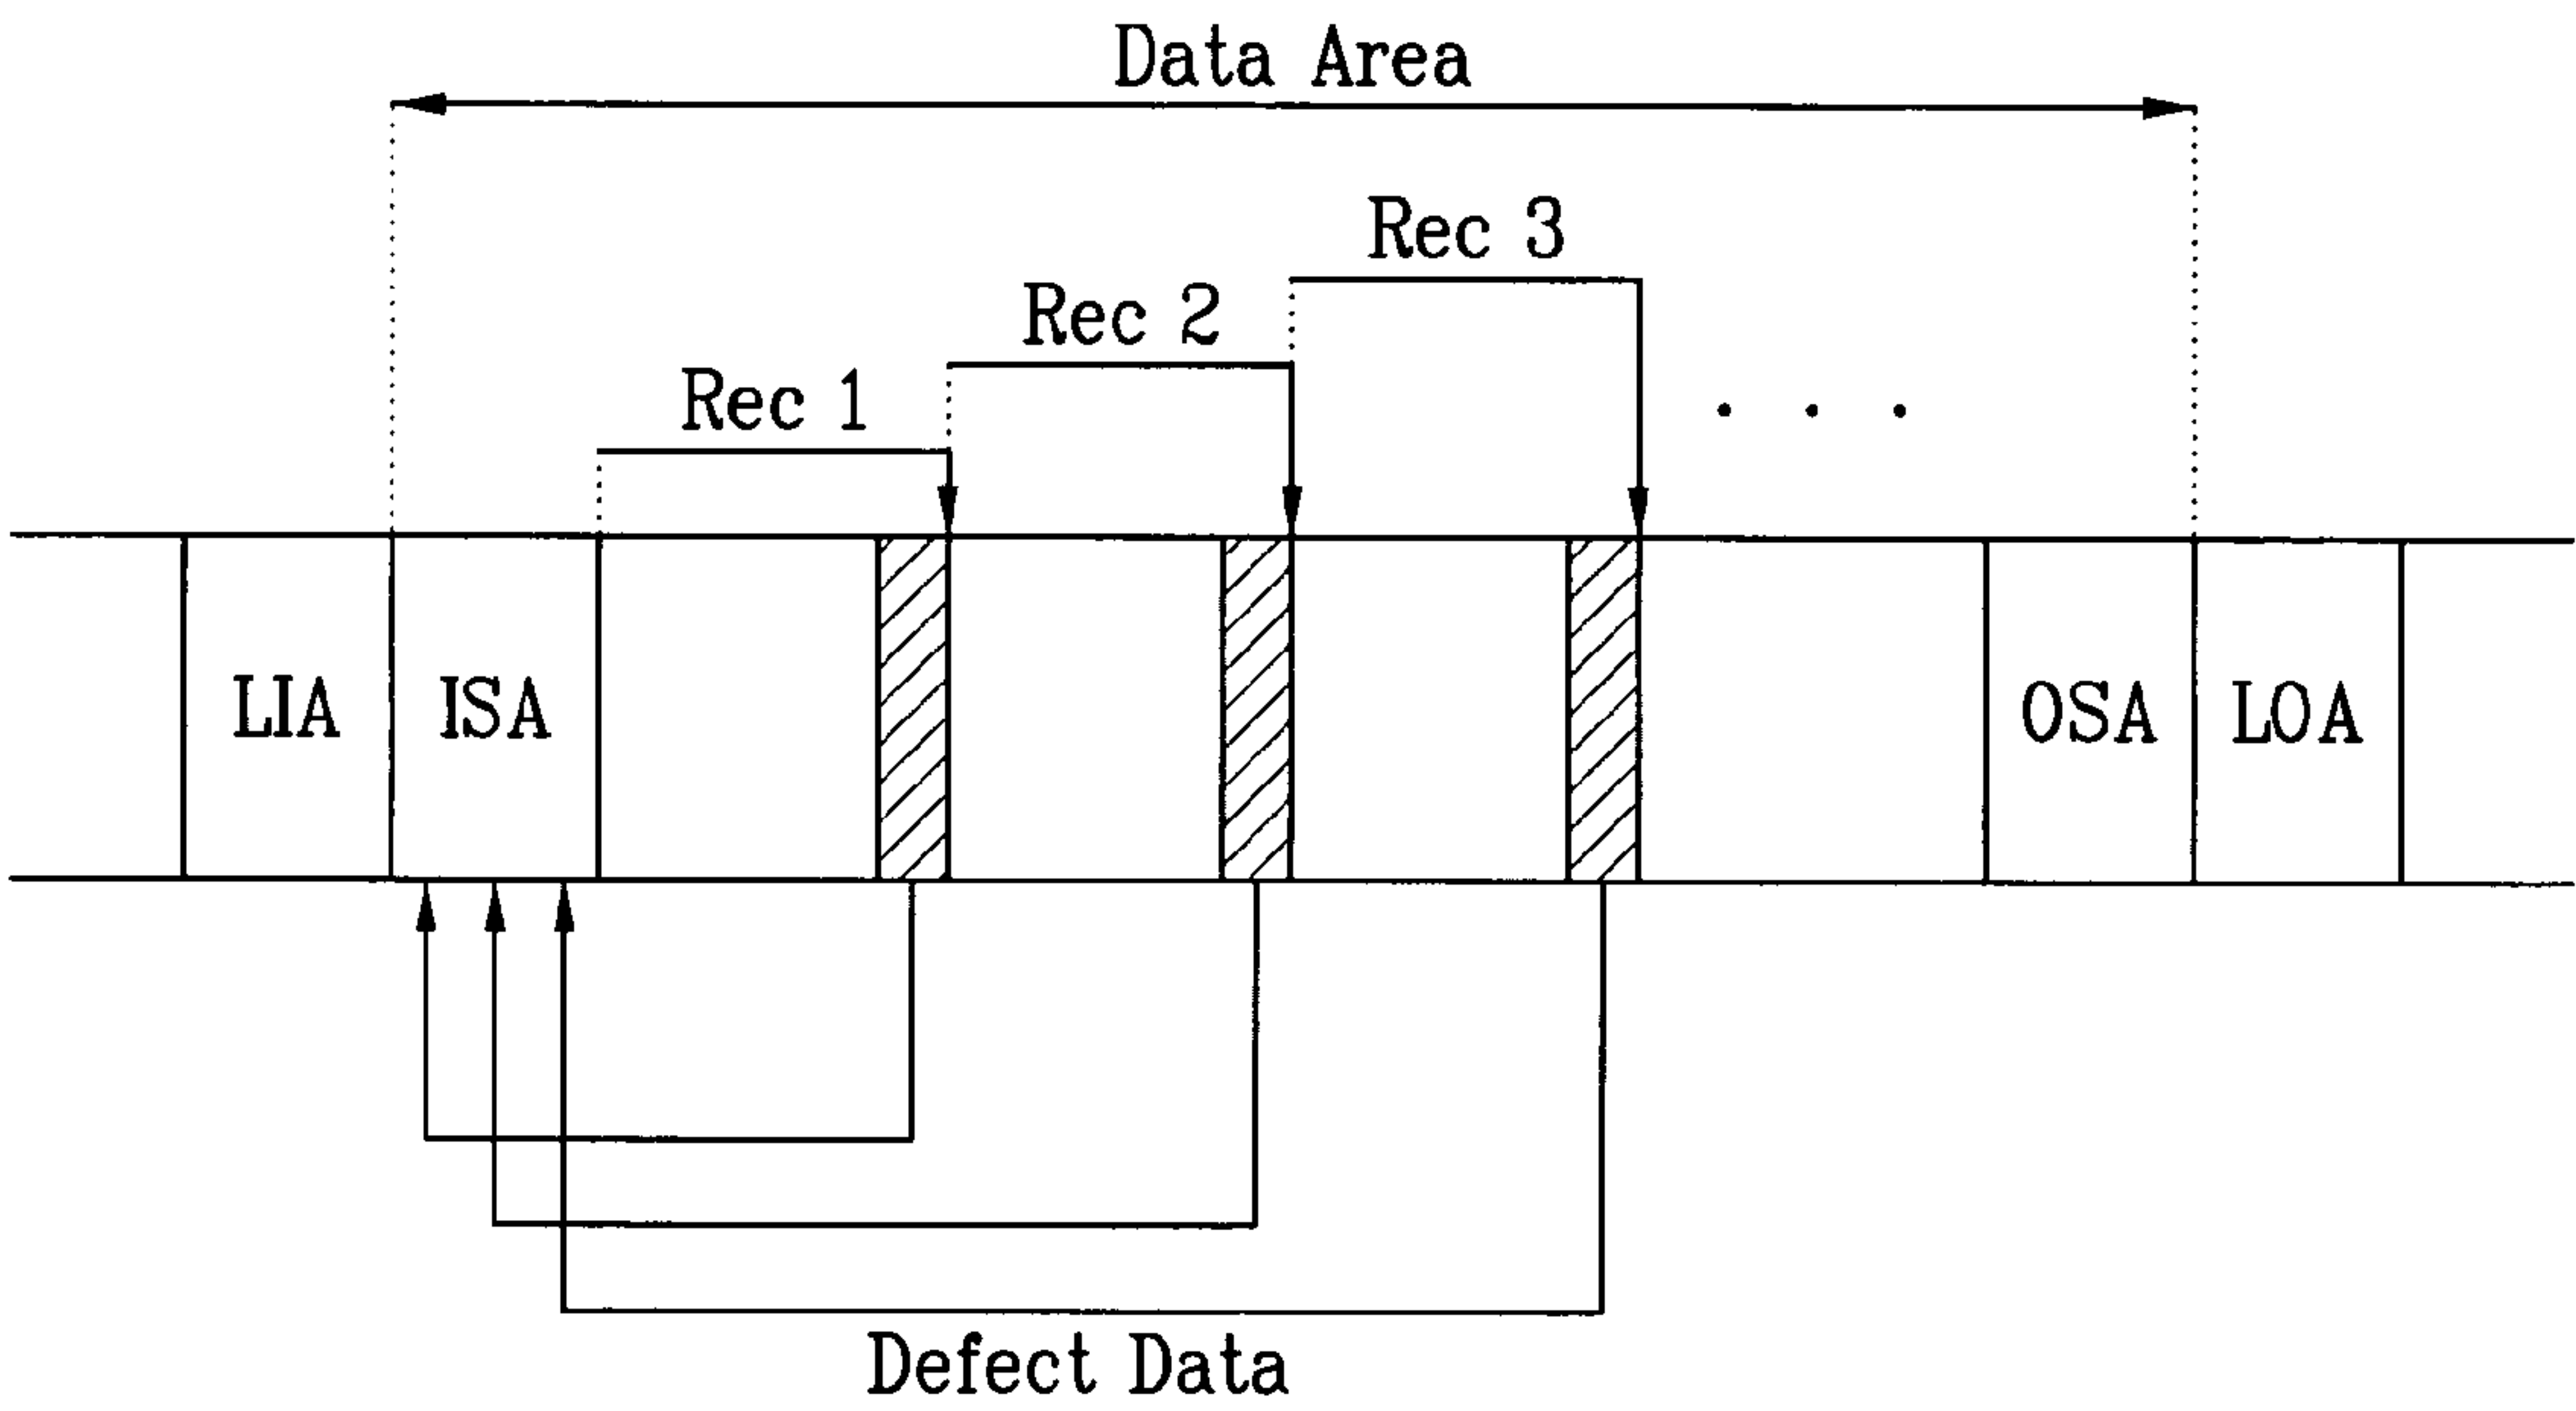 Data Area
Rec 3
Rec 2
Rec 1
. . .
LIA
ISA
OSA
LOA
Defect Data